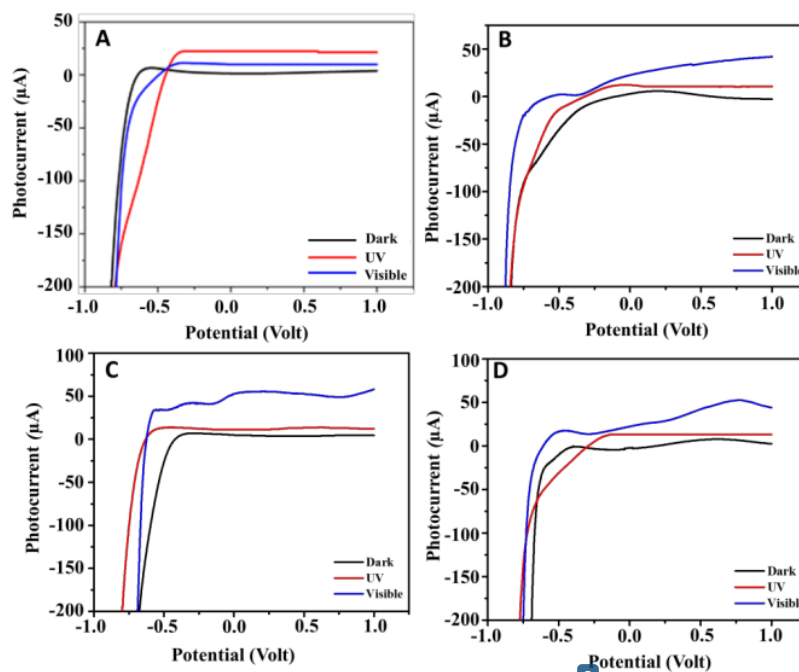 A
50
0
-50
-100
-150
-200
Photocurrent (μA)
Dark
UV
Visible
-1.0 -0.5 0.0 0.5 1.0
Potential (Volt)
B
50
0
-50
-100
-150
-200
Photocurrent (μA)
Dark
UV
Visible
-1.0 -0.5 0.0 0.5 1.0
Potential (Volt)
C
100
50
0
-50
-100
-150
-200
Photocurrent (μA)
Dark
UV
Visible
-1.0 -0.5 0.0 0.5 1.0
Potential (Volt)
D
100
50
0
-50
-100
-150
-200
Photocurrent (μA)
Dark
UV
Visible
-1.0 -0.5 0.0 0.5 1.0
Potential (Volt)